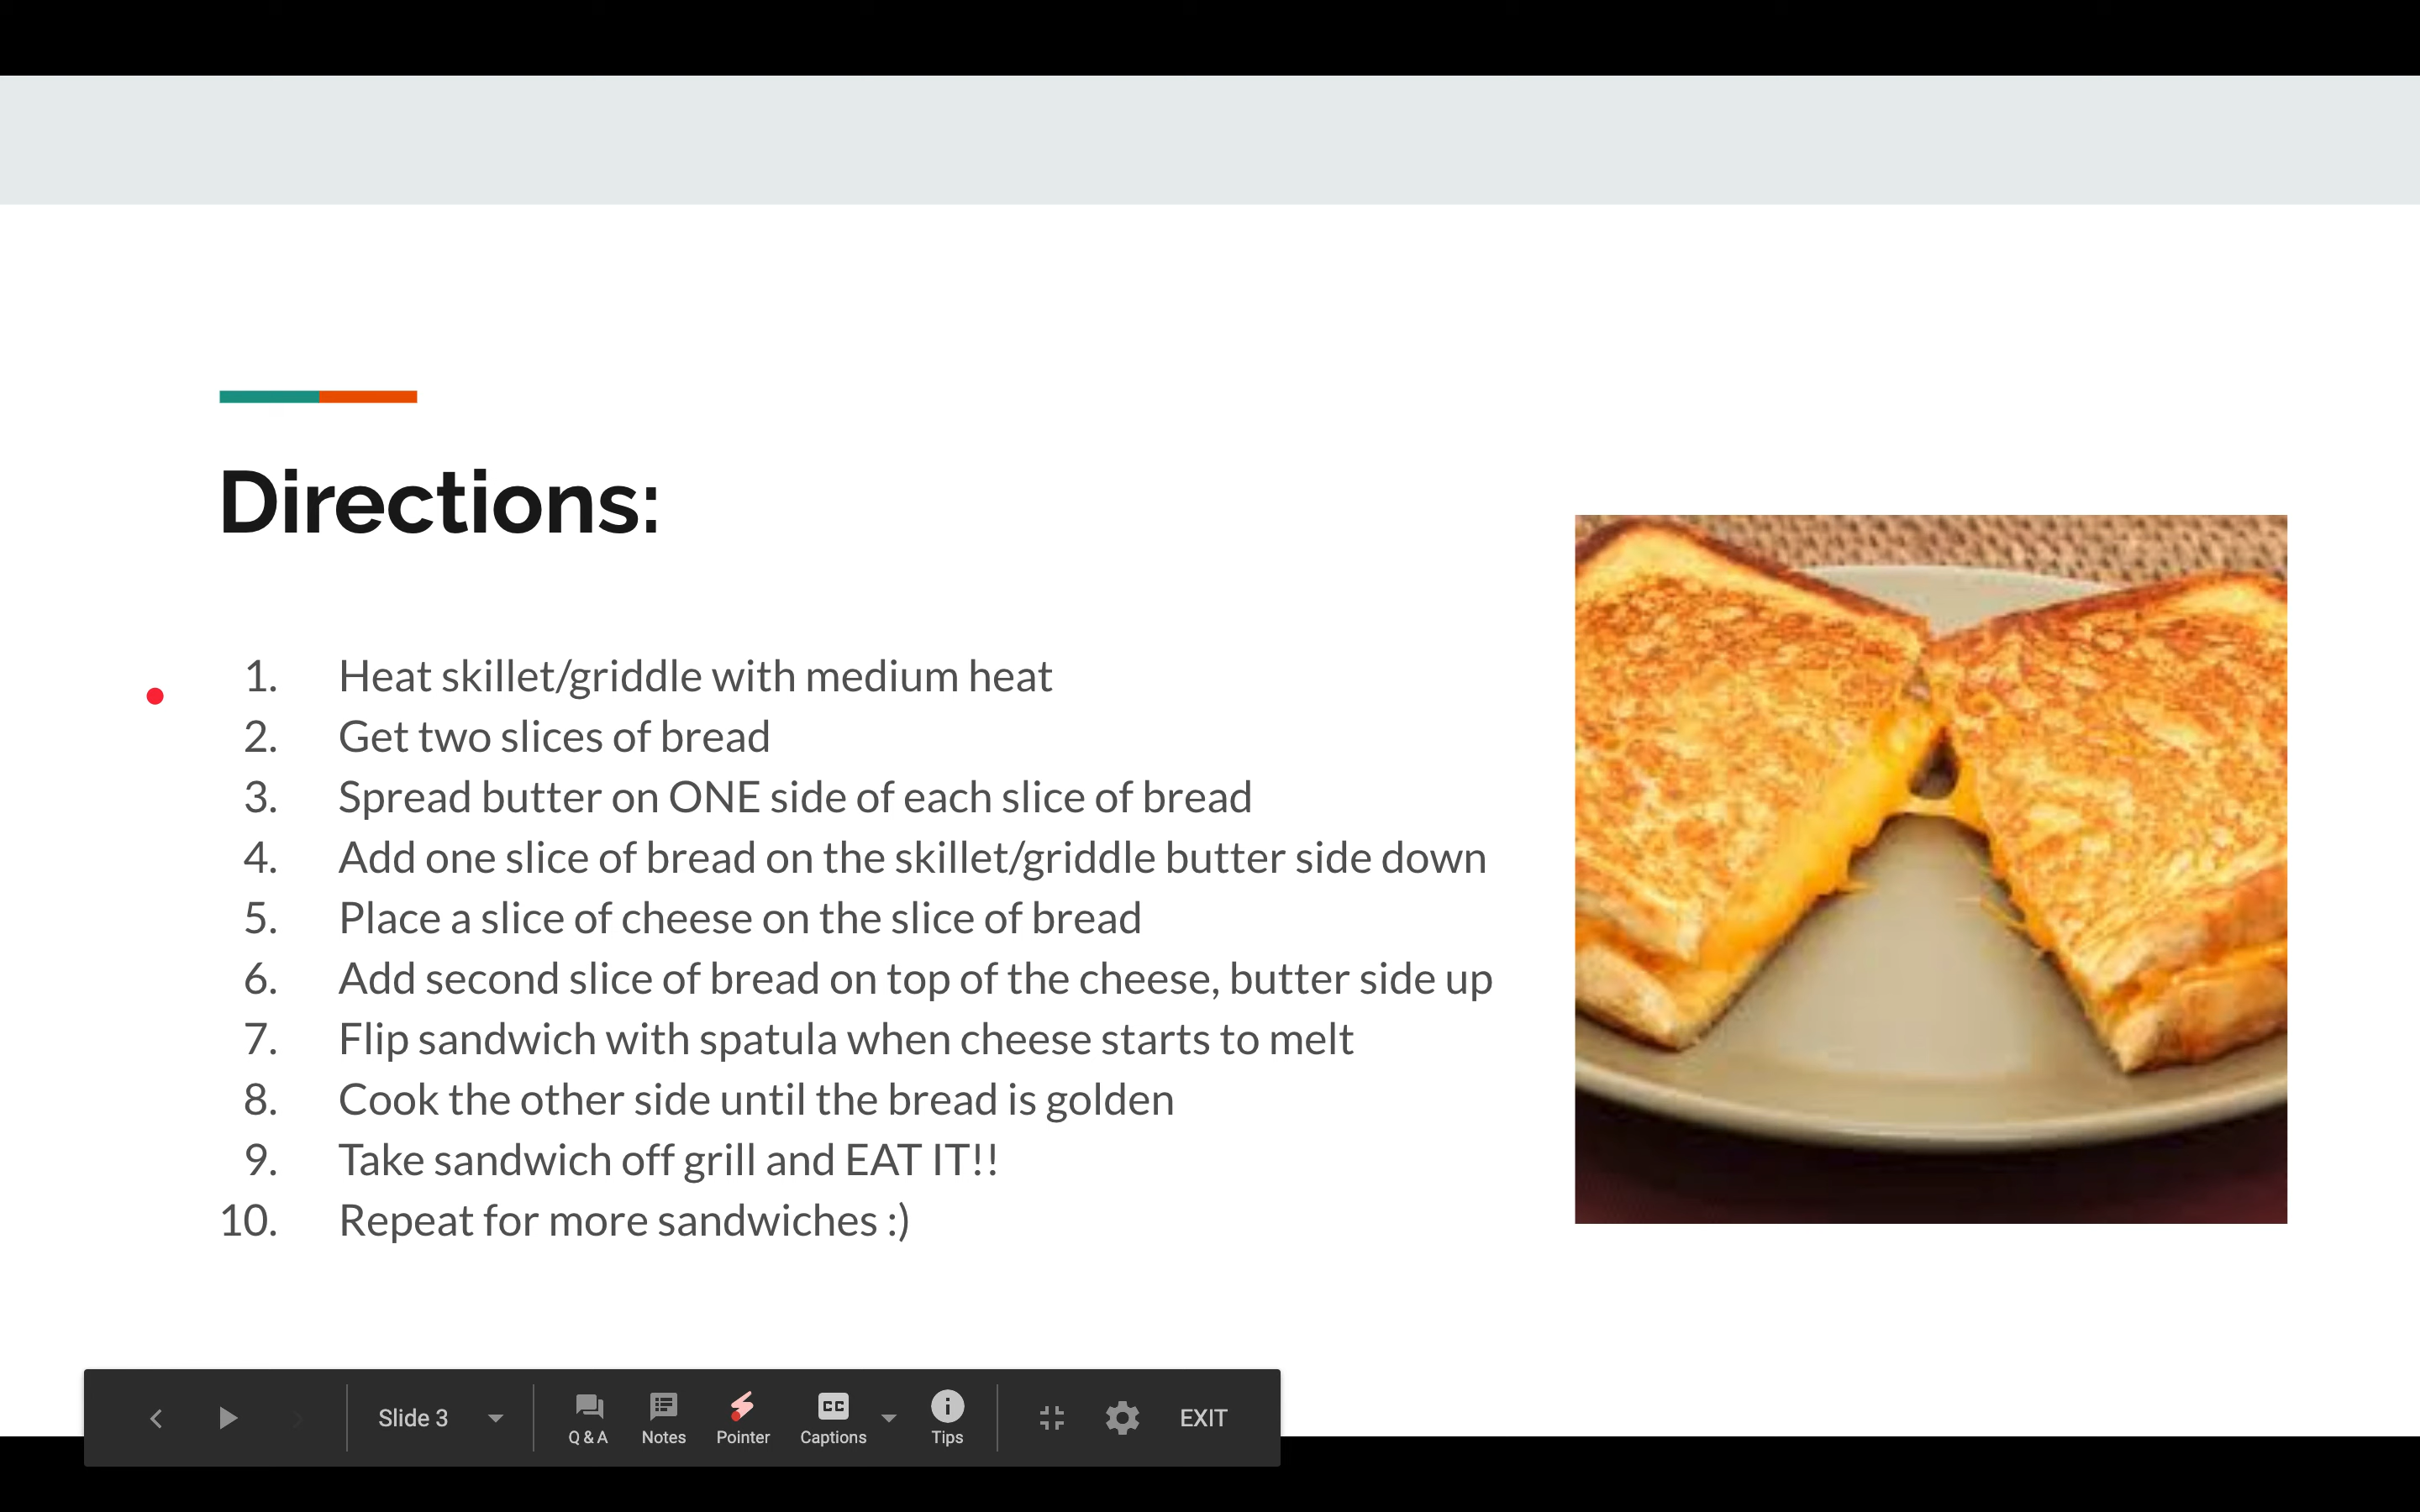 Directions:
1. Heat skillet/griddle with medium heat
2. Get two slices of bread
3. Spread butter on ONE side of each slice of bread
4. Add one slice of bread on the skillet/griddle butter side down
5. Place a slice of cheese on the slice of bread
6. Add second slice of bread on top of the cheese, butter side up
7. Flip sandwich with spatula when cheese starts to melt
8. Cook the other side until the bread is golden
9. Take sandwich off grill and EAT IT!!
10. Repeat for more sandwiches :)
Slide 3
Q & A
Notes
Pointer
CC
Captions
Tips
EXIT